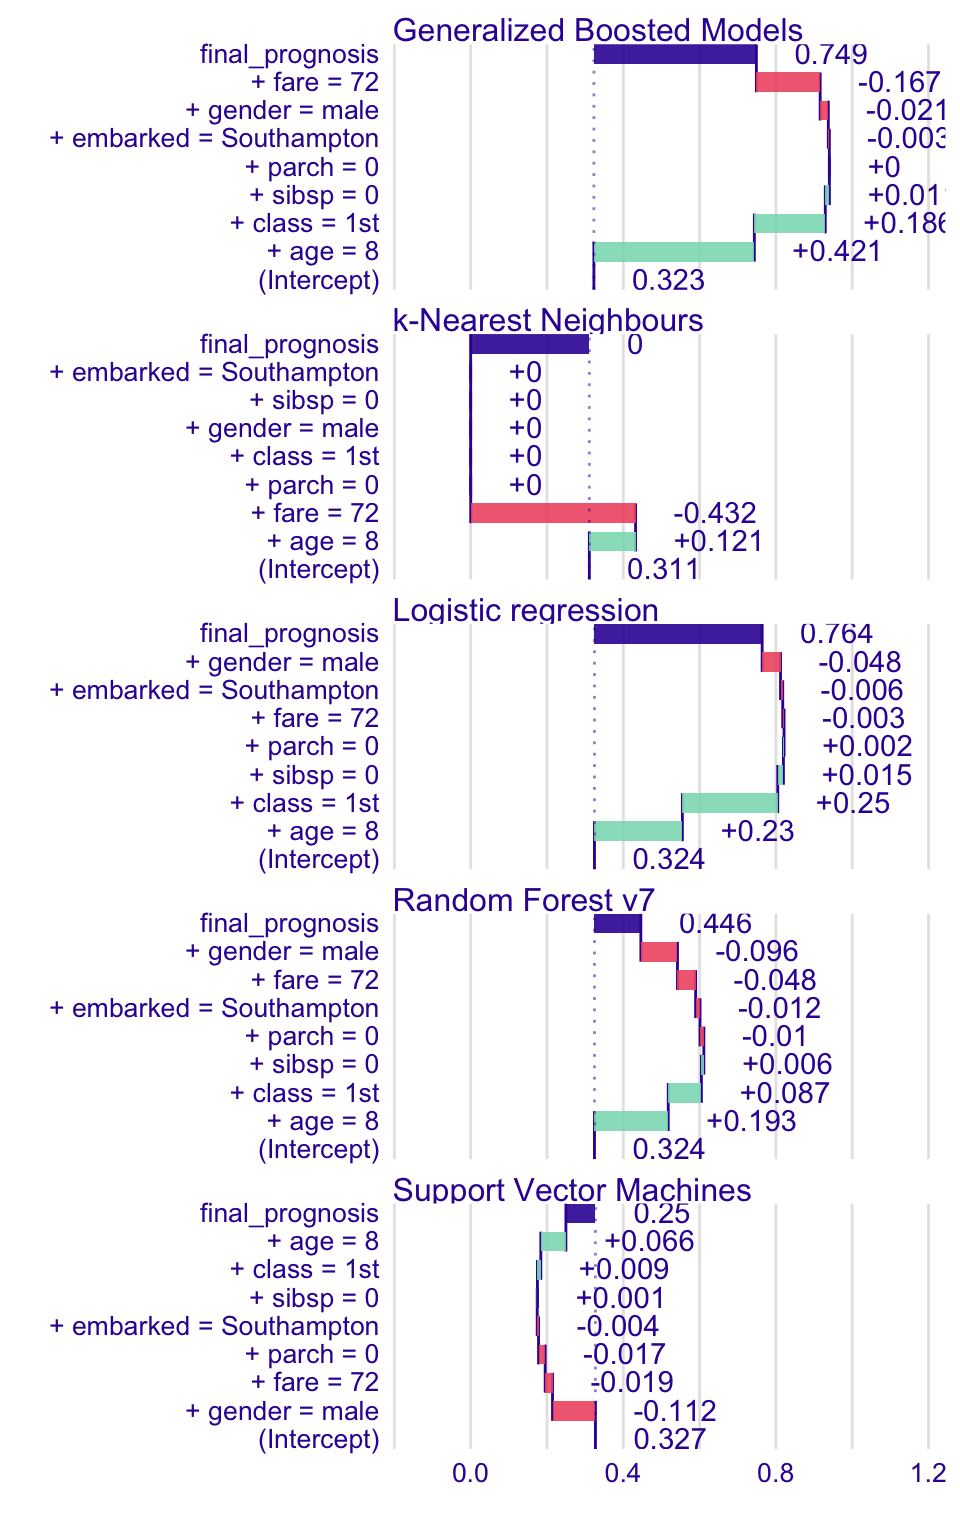 Generalized Boosted Models
final_prognosis 0.749
+ fare = 72 -0.167
+ gender = male -0.021
+ embarked = Southampton -0.003
+ parch = 0 +0
+ sibsp = 0
+ class = 1st +0.186
+ age = 8 +0.421
(Intercept) 0.323
k-Nearest Neighbours
final_prognosis 0
+ embarked = Southampton +0
+ sibsp = 0 +0
+ gender = male +0
+ class = 1st +0
+ parch = 0 +0
+ fare = 72 -0.432
+ age = 8 +0.121
(Intercept) 0.311
Logistic regression
final_prognosis 0.764
+ gender = male -0.048
+ embarked = Southampton -0.006
+ fare = 72 -0.003
+ parch = 0 +0.002
+ sibsp = 0 +0.015
+ class = 1st +0.25
+ age = 8 +0.23
(Intercept) 0.324
Random Forest v7
final_prognosis 0.446
+ gender = male -0.096
+ fare = 72 -0.048
+ embarked = Southampton -0.012
+ parch = 0 -0.01
+ sibsp = 0 +0.006
+ class = 1st +0.087
+ age = 8 +0.193
(Intercept) 0.324
Support Vector Machines
final_prognosis 0.25
+ age = 8 +0.066
+ class = 1st +0.009
+ sibsp = 0 +0.001
+ embarked = Southampton -0.004
+ parch = 0 -0.017
+ fare = 72 -0.019
+ gender = male -0.112
(Intercept) 0.327
0.0 0.4 0.8 1.2